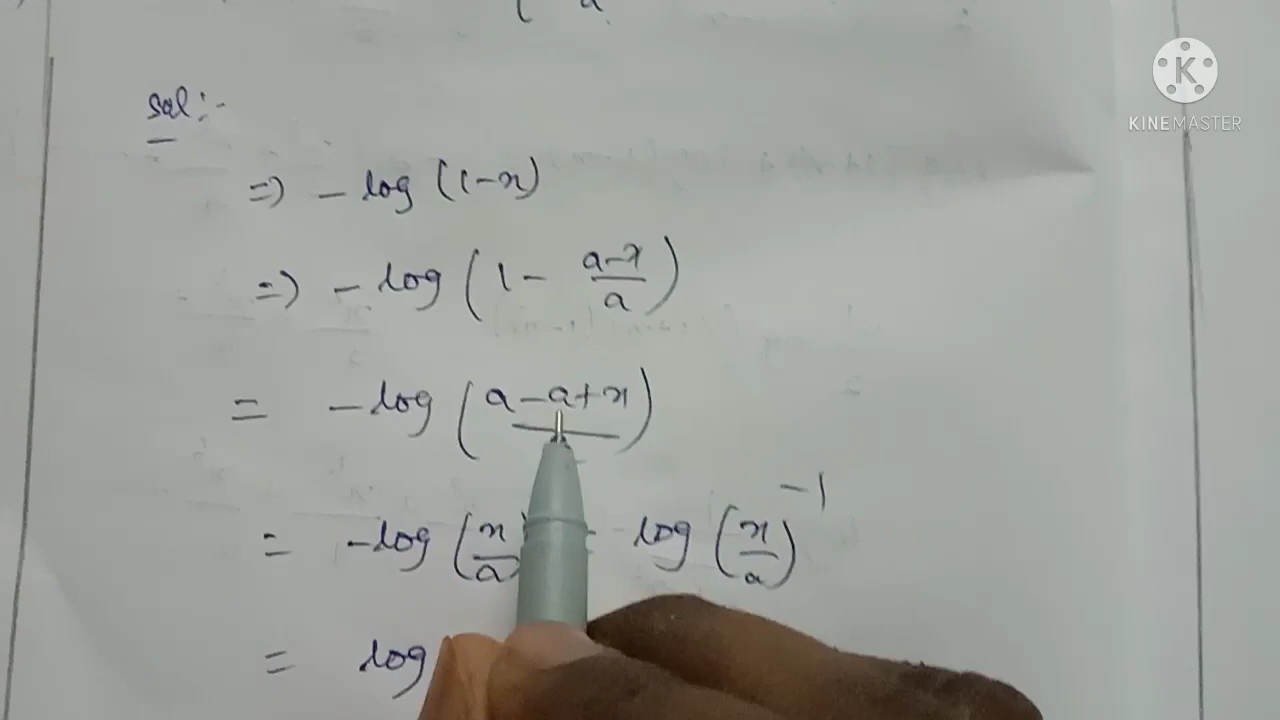 Sol:-
=> - log (1-x)
=> - log (1 - (a-x)/a)
= - log (a-a+x)
= - log (x/a) = log (x/a)^-1
= log
KINEMASTER